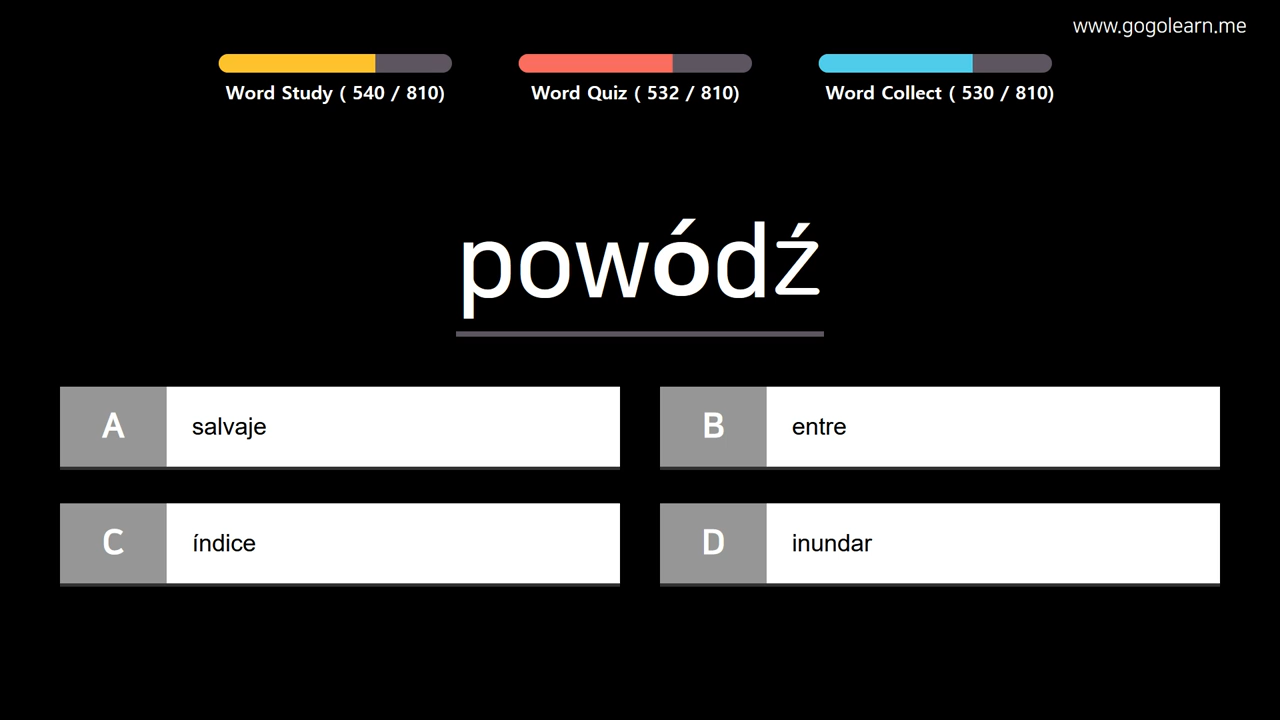 www.gogolearn.me
Word Study ( 540 / 810)
Word Quiz ( 532 / 810)
Word Collect ( 530 / 810)
powódź
A salvaje
B entre
C índice
D inundar